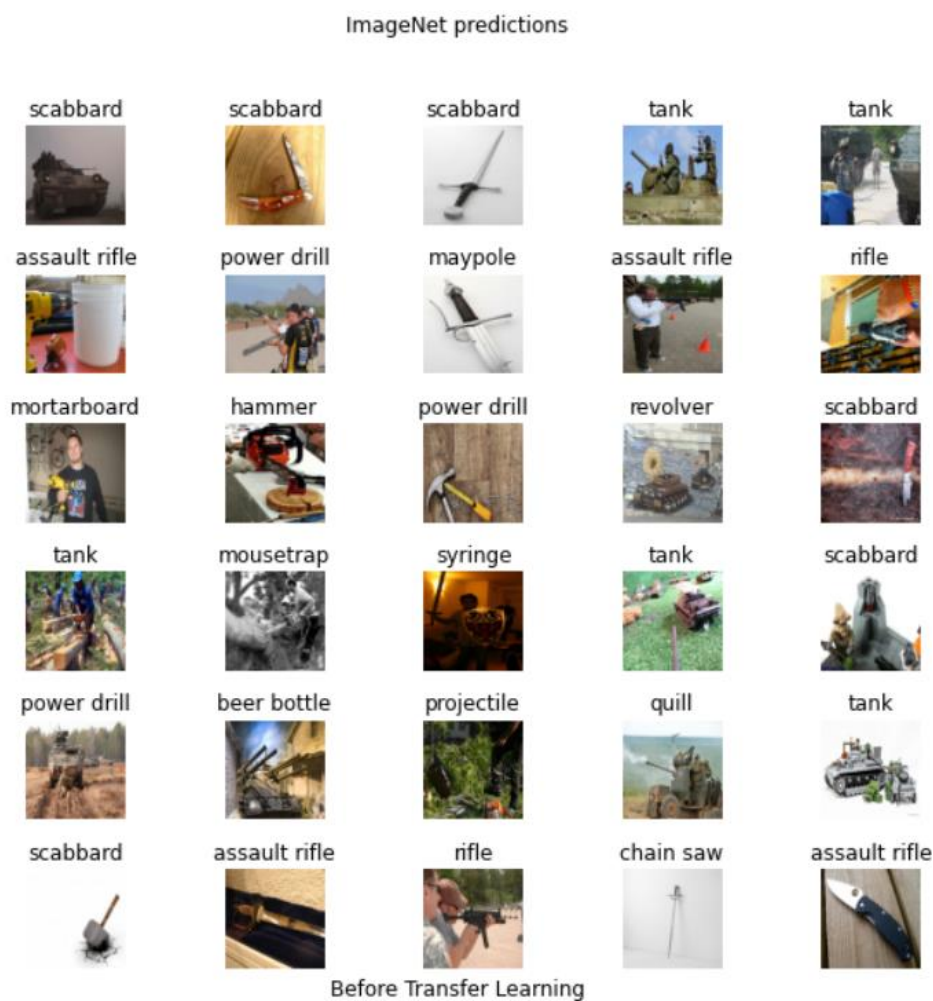 ImageNet predictions
scabbard scabbard scabbard tank tank
assault rifle power drill maypole assault rifle rifle
mortarboard hammer power drill revolver scabbard
tank mousetrap syringe tank scabbard
power drill beer bottle projectile quill tank
scabbard assault rifle rifle chain saw assault rifle
Before Transfer Learning